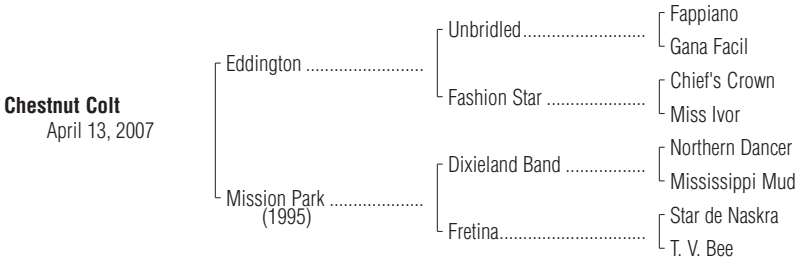 Fappiano
Unbridled..........................
Gana Facil
Eddington .........................
Chief's Crown
Fashion Star .....................
Miss Ivor
Chestnut Colt
April 13, 2007
Northern Dancer
Dixieland Band .................
Mississippi Mud
Mission Park ....................
(1995)
Star de Naskra
Fretina...............................
T. V. Bee